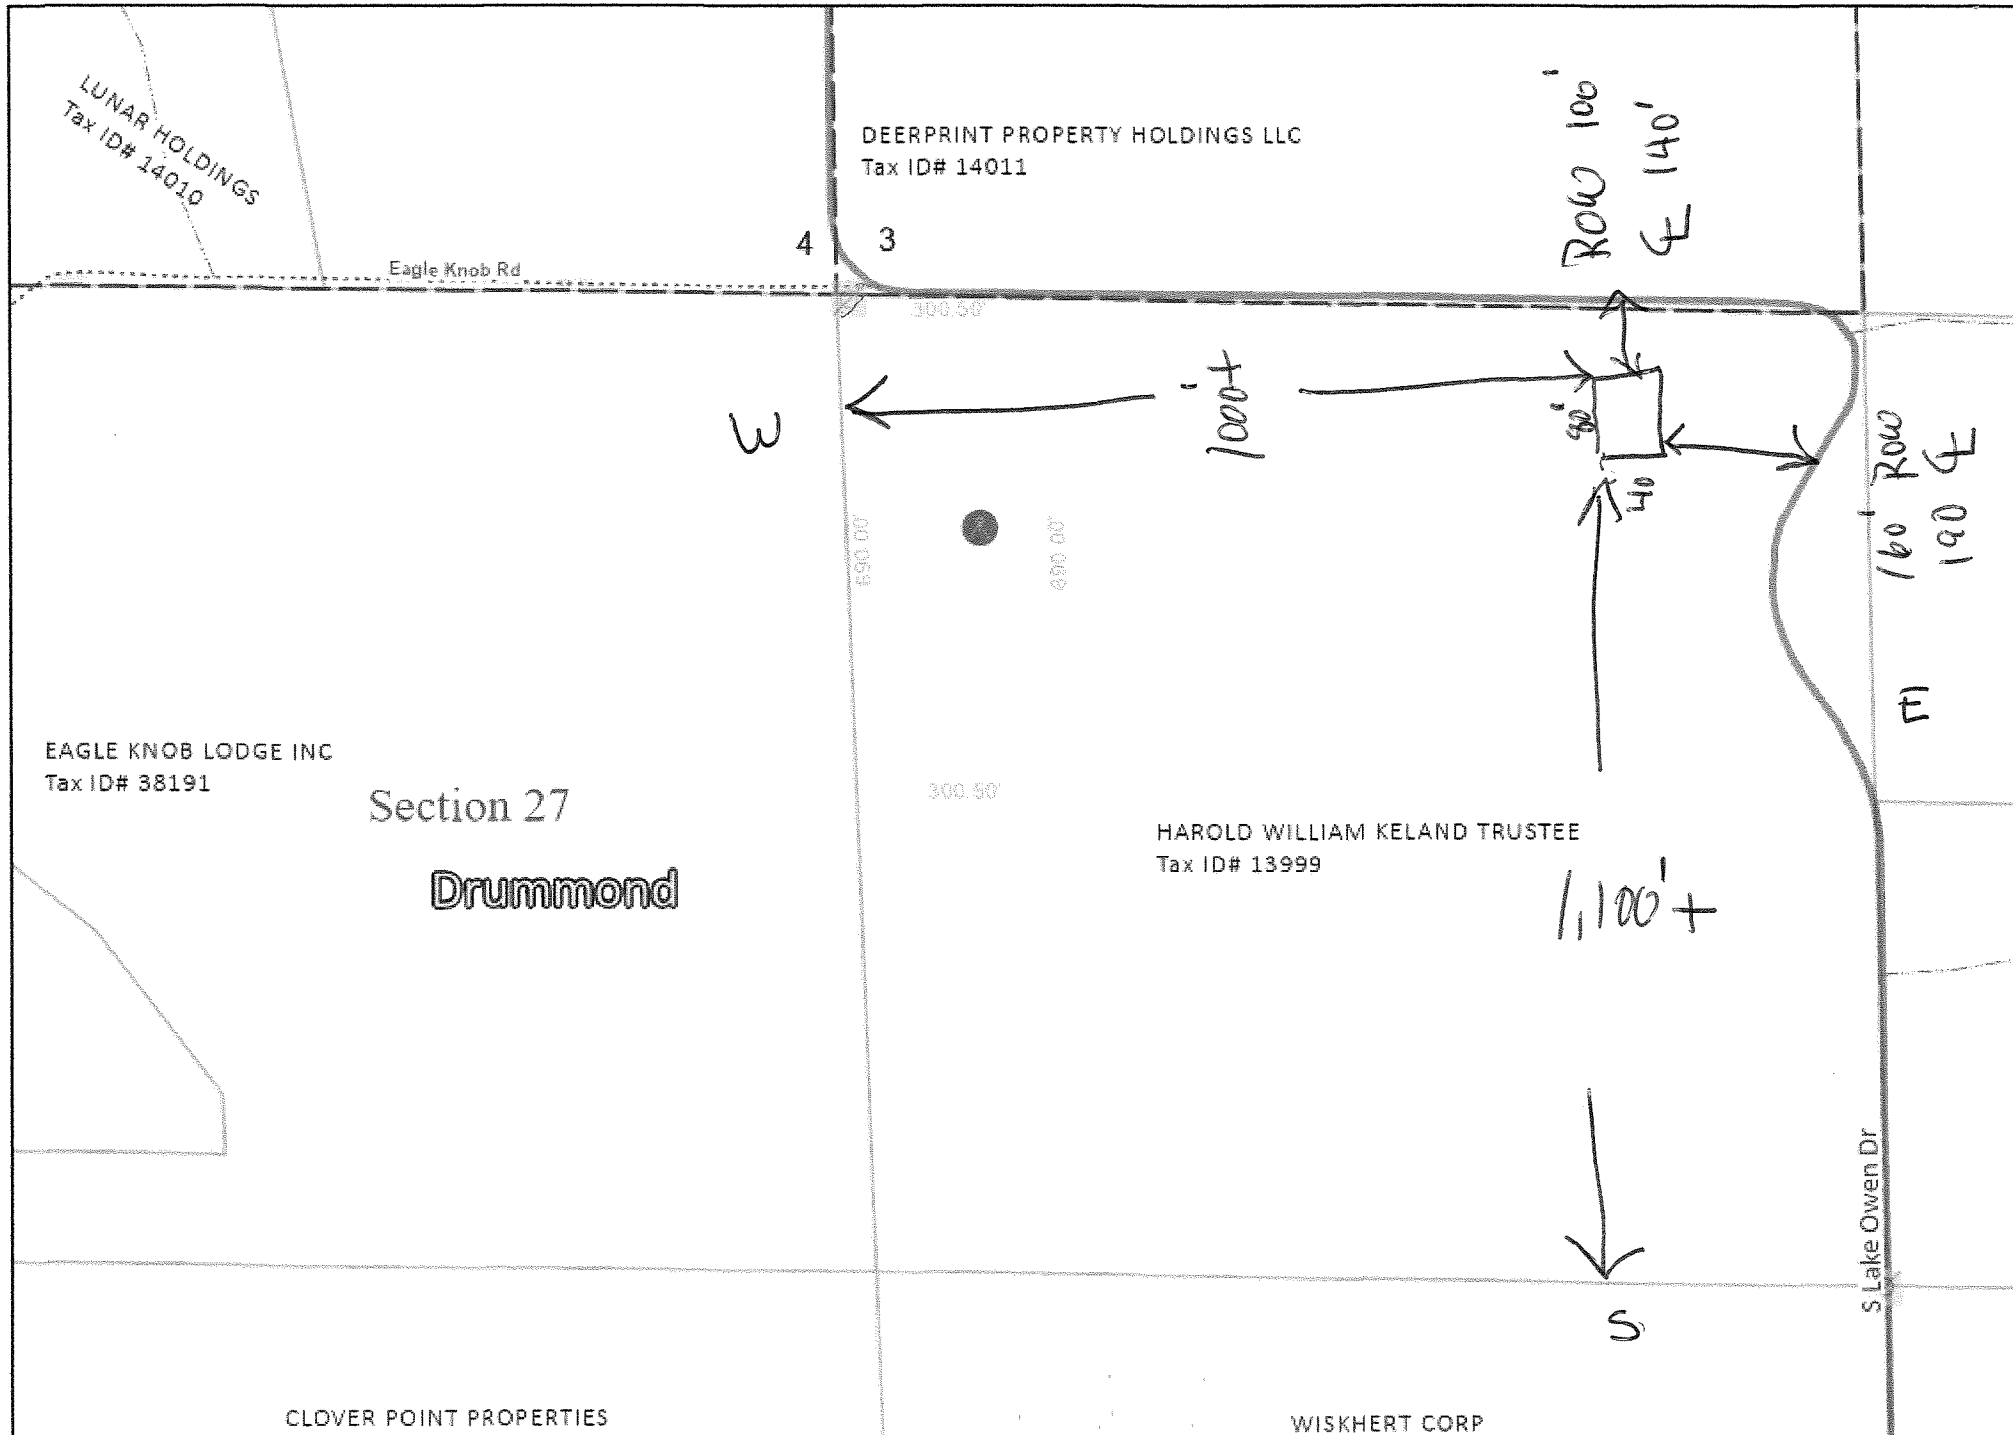 LUNAR HOLDINGS
Tax ID# 14010
DEERPRINT PROPERTY HOLDINGS LLC
Tax ID# 14011
ROW 100'
℄ 140'
4
3
Eagle Knob Rd
300.50'
W
1000'+
80'
40
160' ROW
190 ℄
690.00'
690.00'
E
EAGLE KNOB LODGE INC
Tax ID# 38191
Section 27
300.50'
Drummond
HAROLD WILLIAM KELAND TRUSTEE
Tax ID# 13999
1,100'+
S Lake Owen Dr
S
CLOVER POINT PROPERTIES
WISKHERT CORP